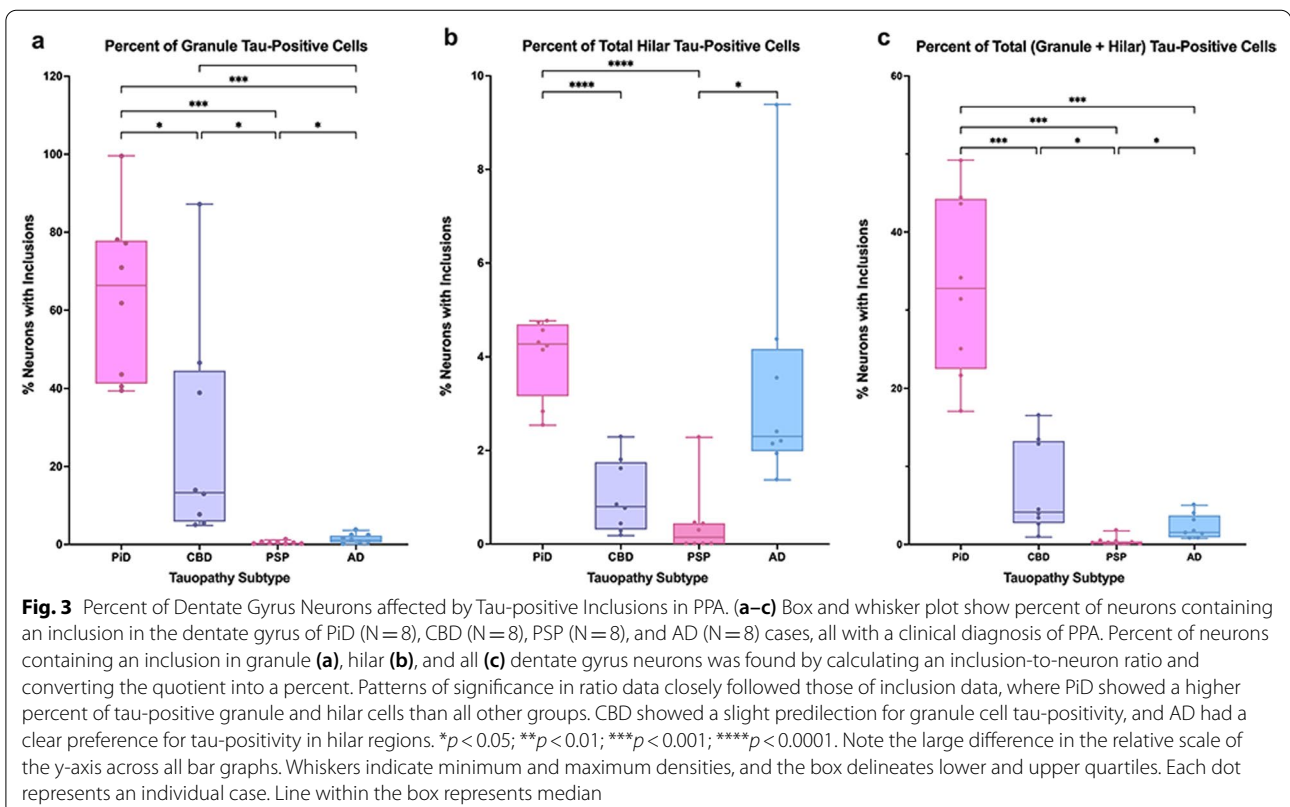 a
Percent of Granule Tau-Positive Cells
120
100
80
60
40
20
0
% Neurons with Inclusions
***
***
*
*
*
PiD
CBD
PSP
AD
Tauopathy Subtype
b
Percent of Total Hilar Tau-Positive Cells
10
8
6
4
2
0
% Neurons with Inclusions
****
****
*
PiD
CBD
PSP
AD
Tauopathy Subtype
c
Percent of Total (Granule + Hilar) Tau-Positive Cells
60
40
20
0
% Neurons with Inclusions
***
***
***
*
*
PiD
CBD
PSP
AD
Tauopathy Subtype
Fig. 3 Percent of Dentate Gyrus Neurons affected by Tau-positive Inclusions in PPA. (a–c) Box and whisker plot show percent of neurons containing
an inclusion in the dentate gyrus of PiD (N = 8), CBD (N = 8), PSP (N = 8), and AD (N = 8) cases, all with a clinical diagnosis of PPA. Percent of neurons
containing an inclusion in granule (a), hilar (b), and all (c) dentate gyrus neurons was found by calculating an inclusion-to-neuron ratio and
converting the quotient into a percent. Patterns of significance in ratio data closely followed those of inclusion data, where PiD showed a higher
percent of tau-positive granule and hilar cells than all other groups. CBD showed a slight predilection for granule cell tau-positivity, and AD had a
clear preference for tau-positivity in hilar regions. *p < 0.05; **p < 0.01; ***p < 0.001; ****p < 0.0001. Note the large difference in the relative scale of
the y-axis across all bar graphs. Whiskers indicate minimum and maximum densities, and the box delineates lower and upper quartiles. Each dot
represents an individual case. Line within the box represents median